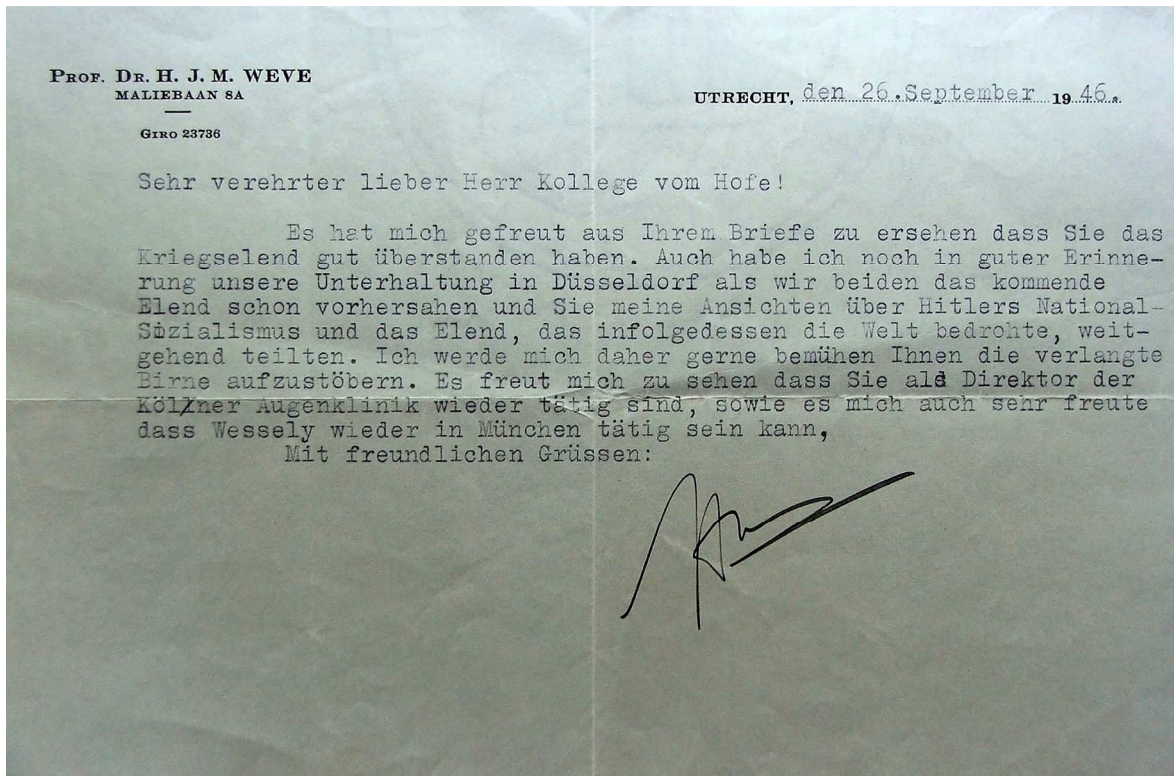 PROF. DR. H. J. M. WEVE
MALIEBAAN 8A
GIRO 23736
UTRECHT, den 26.September 1946.
Sehr verehrter lieber Herr Kollege vom Hofe!
Es hat mich gefreut aus Ihrem Briefe zu ersehen dass Sie das
Kriegselend gut überstanden haben. Auch habe ich noch in guter Erinne-
rung unsere Unterhaltung in Düsseldorf als wir beiden das kommende
Elend schon vorhersahen und Sie meine Ansichten über Hitlers National-
Sozialismus und das Elend, das infolgedessen die Welt bedrohte, weit-
gehend teilten. Ich werde mich daher gerne bemühen Ihnen die verlangte
Birne aufzustöbern. Es freut mich zu sehen dass Sie als Direktor der
Kölner Augenklinik wieder tätig sind, sowie es mich auch sehr freute
dass Wessely wieder in München tätig sein kann,
Mit freundlichen Grüssen: